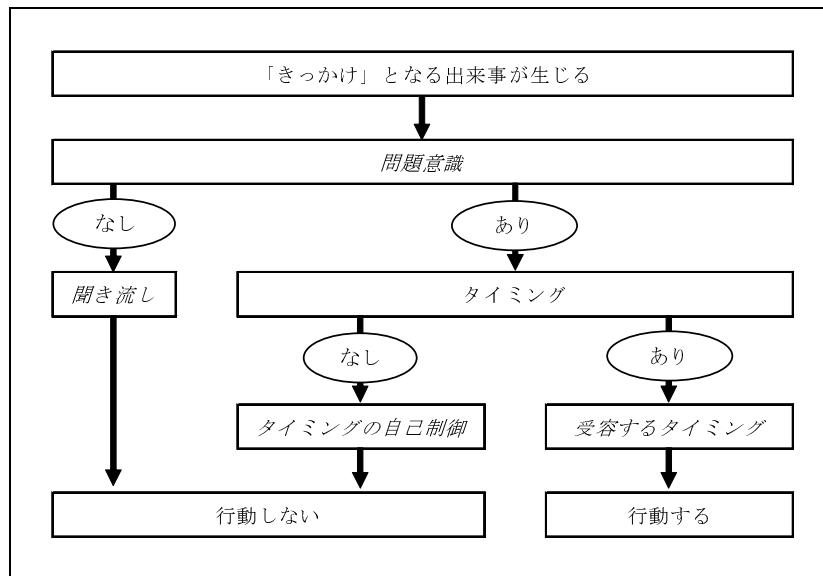 「きっかけ」となる出来事が生じる
問題意識
なし
あり
聞き流し
タイミング
なし
あり
タイミングの自己制御
受容するタイミング
行動しない
行動する